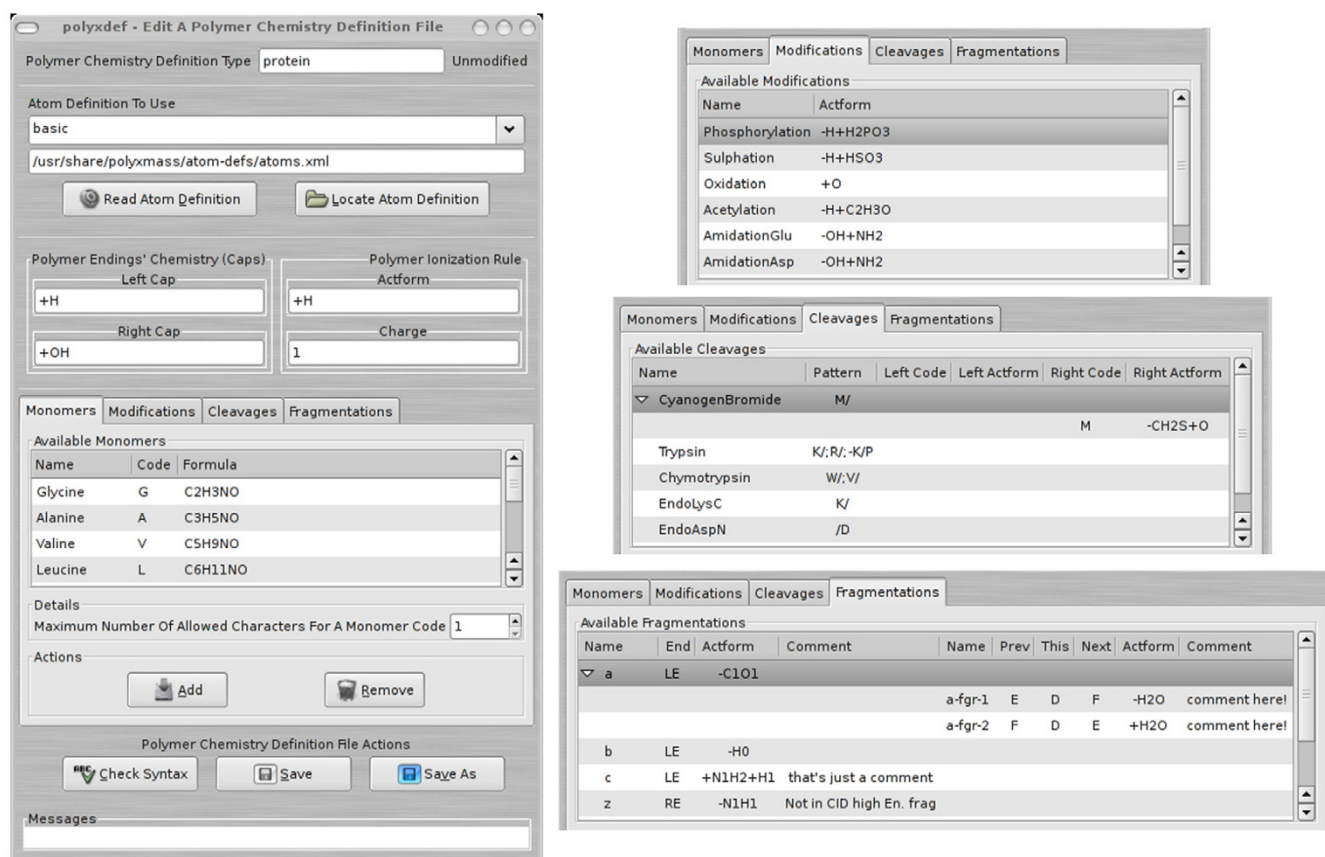 polyxdef - Edit A Polymer Chemistry Definition File
Polymer Chemistry Definition Type protein Unmodified
Atom Definition To Use
basic
/usr/share/polyxmass/atom-defs/atoms.xml
Read Atom Definition Locate Atom Definition
Polymer Endings' Chemistry (Caps) Polymer Ionization Rule
Left Cap Actform
+H +H
Right Cap Charge
+OH 1
Monomers Modifications Cleavages Fragmentations
Available Monomers
Name Code Formula
Glycine G C2H3NO
Alanine A C3H5NO
Valine V C5H9NO
Leucine L C6H11NO
Details
Maximum Number Of Allowed Characters For A Monomer Code 1
Actions
Add Remove
Polymer Chemistry Definition File Actions
ABC Check Syntax Save Save As
Messages
Monomers Modifications Cleavages Fragmentations
Available Modifications
Name Actform
Phosphorylation -H+H2PO3
Sulphation -H+HSO3
Oxidation +O
Acetylation -H+C2H3O
AmidationGlu -OH+NH2
AmidationAsp -OH+NH2
Monomers Modifications Cleavages Fragmentations
Available Cleavages
Name Pattern Left Code Left Actform Right Code Right Actform
CyanogenBromide M/
M -CH2S+O
Trypsin K/;R/;-K/P
Chymotrypsin W/;V/
EndoLysC K/
EndoAspN /D
Monomers Modifications Cleavages Fragmentations
Available Fragmentations
Name End Actform Comment Name Prev This Next Actform Comment
a LE -C1O1
a-fgr-1 E D F -H2O comment here!
a-fgr-2 F D E +H2O comment here!
b LE -H0
c LE +N1H2+H1 that's just a comment
z RE -N1H1 Not in CID high En. frag